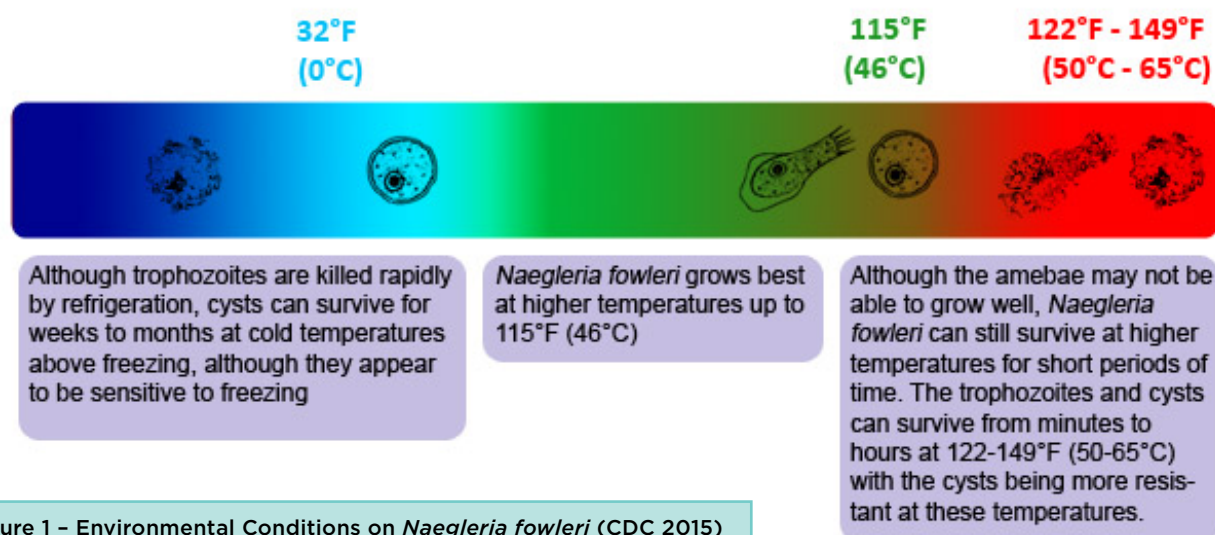 32°F
(0°C)
115°F
(46°C)
122°F - 149°F
(50°C - 65°C)
Although trophozoites are killed rapidly
by refrigeration, cysts can survive for
weeks to months at cold temperatures
above freezing, although they appear
to be sensitive to freezing
Naegleria fowleri grows best
at higher temperatures up to
115°F (46°C)
Although the amebae may not be
able to grow well, Naegleria
fowleri can still survive at higher
temperatures for short periods of
time. The trophozoites and cysts
can survive from minutes to
hours at 122-149°F (50-65°C)
with the cysts being more resis-
tant at these temperatures.
ure 1 – Environmental Conditions on Naegleria fowleri (CDC 2015)